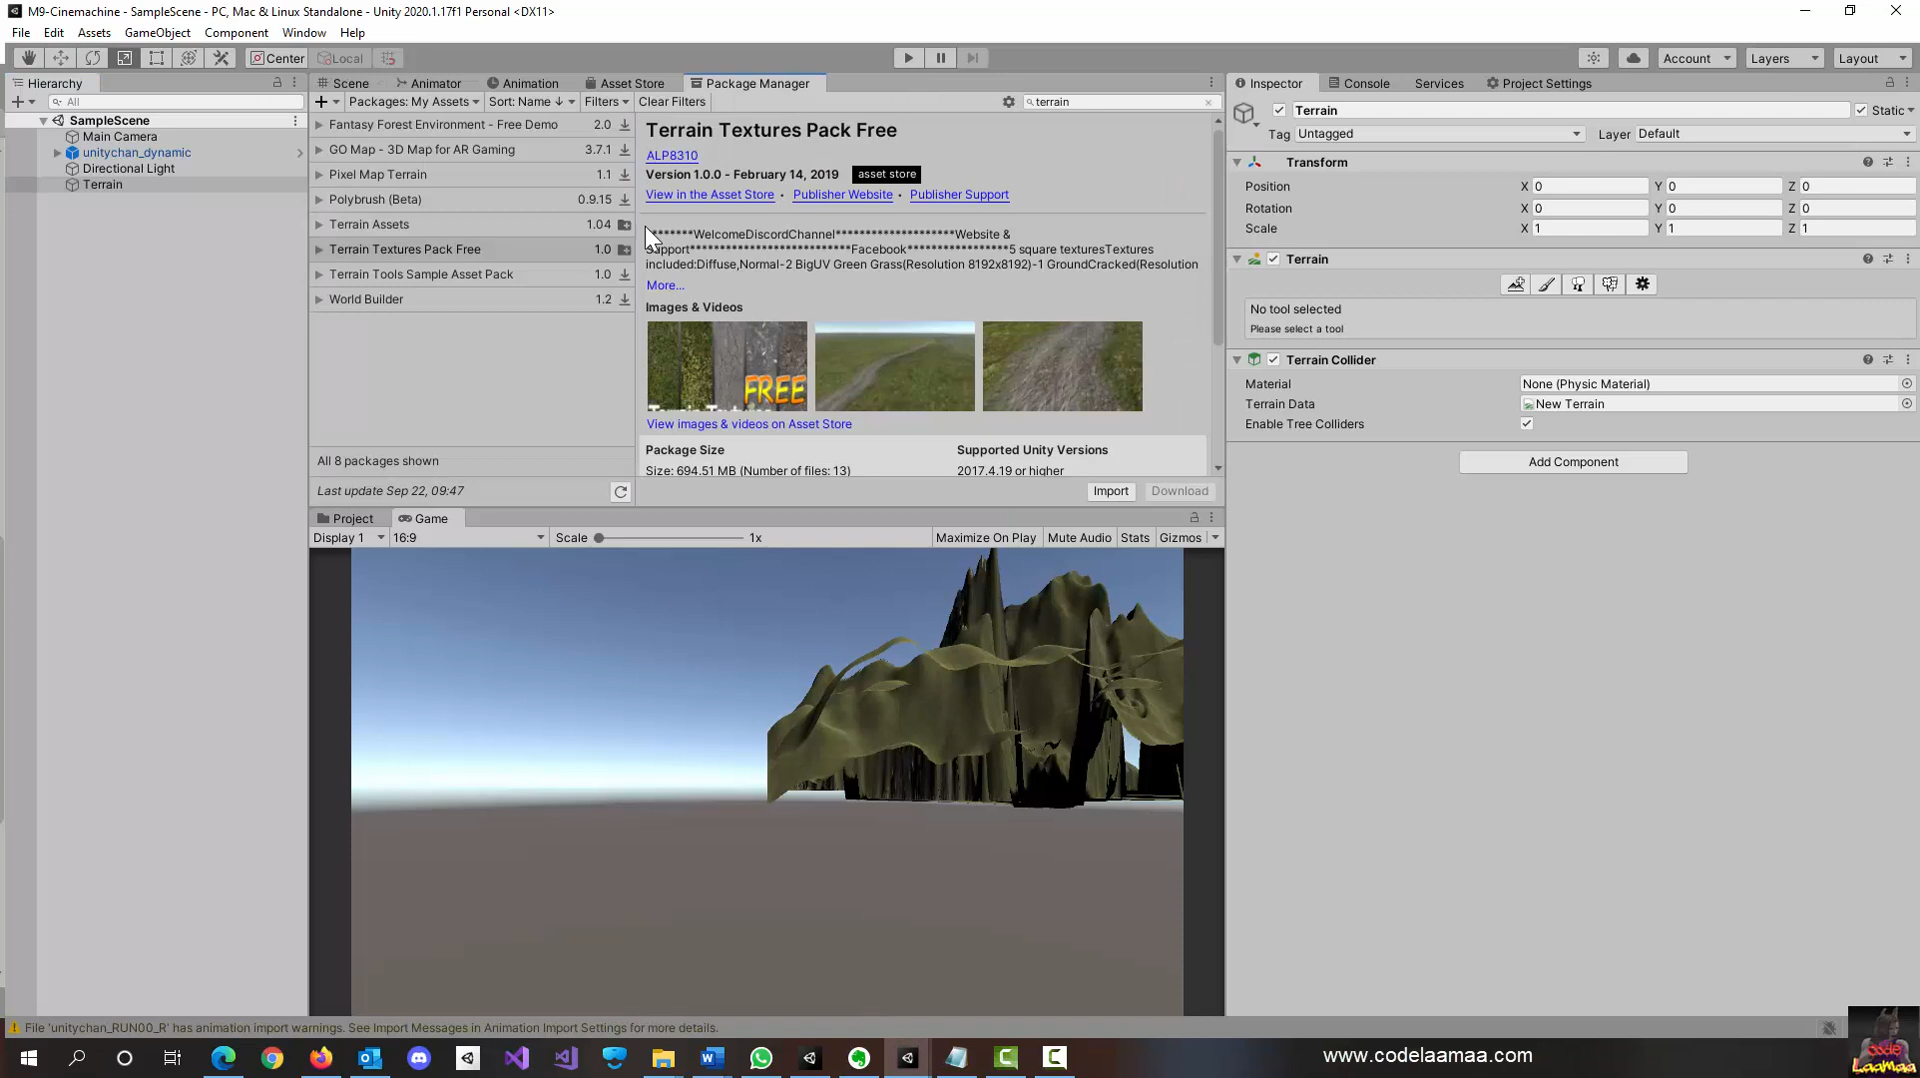 M9-Cinemachine - SampleScene - PC, Mac & Linux Standalone - Unity 2020.1.17f1 Personal <DX11>
File Edit Assets GameObject Component Window Help
Center Local Account Layers Layout
Hierarchy
All
SampleScene
Main Camera
unitychan_dynamic
Directional Light
Terrain
Scene Animator Animation Asset Store Package Manager
Packages: My Assets Sort: Name Filters Clear Filters terrain
Fantasy Forest Environment - Free Demo 2.0
GO Map - 3D Map for AR Gaming 3.7.1
Pixel Map Terrain 1.1
Polybrush (Beta) 0.9.15
Terrain Assets 1.04
Terrain Textures Pack Free 1.0
Terrain Tools Sample Asset Pack 1.0
World Builder 1.2
All 8 packages shown
Last update Sep 22, 09:47
Terrain Textures Pack Free
ALP8310
Version 1.0.0 - February 14, 2019 asset store
View in the Asset Store • Publisher Website • Publisher Support
*******WelcomeDiscordChannel*********************Website &
Support****************************Facebook******************5 square texturesTextures
included:Diffuse,Normal-2 BigUV Green Grass(Resolution 8192x8192)-1 GroundCracked(Resolution
More...
Images & Videos
FREE
View images & videos on Asset Store
Package Size Supported Unity Versions
Size: 694.51 MB (Number of files: 13) 2017.4.19 or higher
Import Download
Project Game
Display 1 16:9 Scale 1x Maximize On Play Mute Audio Stats Gizmos
Inspector Console Services Project Settings
Terrain Static
Tag Untagged Layer Default
Transform
Position X 0 Y 0 Z 0
Rotation X 0 Y 0 Z 0
Scale X 1 Y 1 Z 1
Terrain
No tool selected
Please select a tool
Terrain Collider
Material None (Physic Material)
Terrain Data New Terrain
Enable Tree Colliders
Add Component
File 'unitychan_RUN00_R' has animation import warnings. See Import Messages in Animation Import Settings for more details.
www.codelaamaa.com
Code
Laamaa